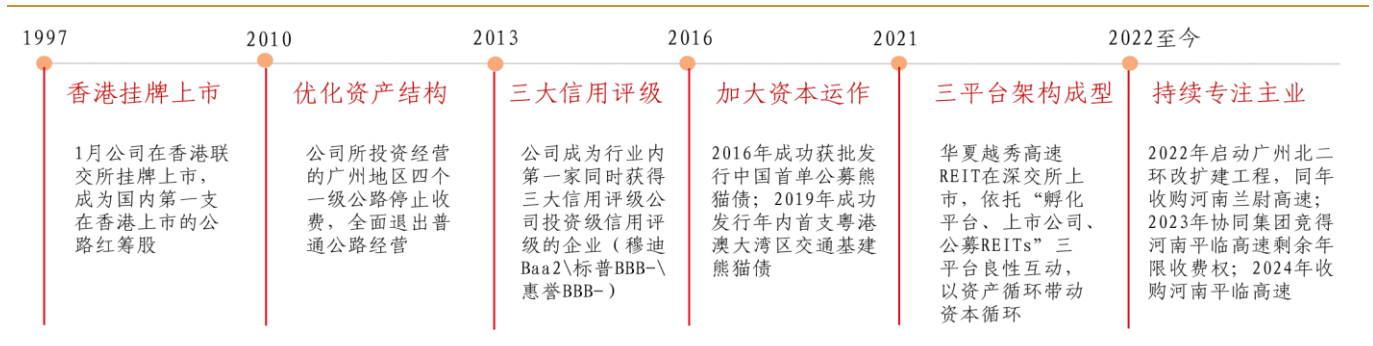 1997
香港挂牌上市
1月公司在香港联
交所挂牌上市，
成为国内第一支
在香港上市的公
路红筹股
2010
优化资产结构
公司所投资经营
的广州地区四个
一级公路停止收
费，全面退出普
通公路经营
2013
三大信用评级
公司成为行业内
第一家同时获得
三大信用评级公
司投资级信用评
级的企业（穆迪
Baa2\标普BBB-\
惠誉BBB-）
2016
加大资本运作
2016年成功获批发
行中国首单公募熊
猫债；2019年成功
发行年内首支粤港
澳大湾区交通基建
熊猫债
2021
三平台架构成型
华夏越秀高速
REIT在深交所上
市，依托“孵化
平台、上市公司、
公募REITs”三
平台良性互动，
以资产循环带动
资本循环
2022至今
持续专注主业
2022年启动广州北二
环改扩建工程，同年
收购河南兰尉高速；
2023年协同集团竞得
河南平临高速剩余年
限收费权；2024年收
购河南平临高速